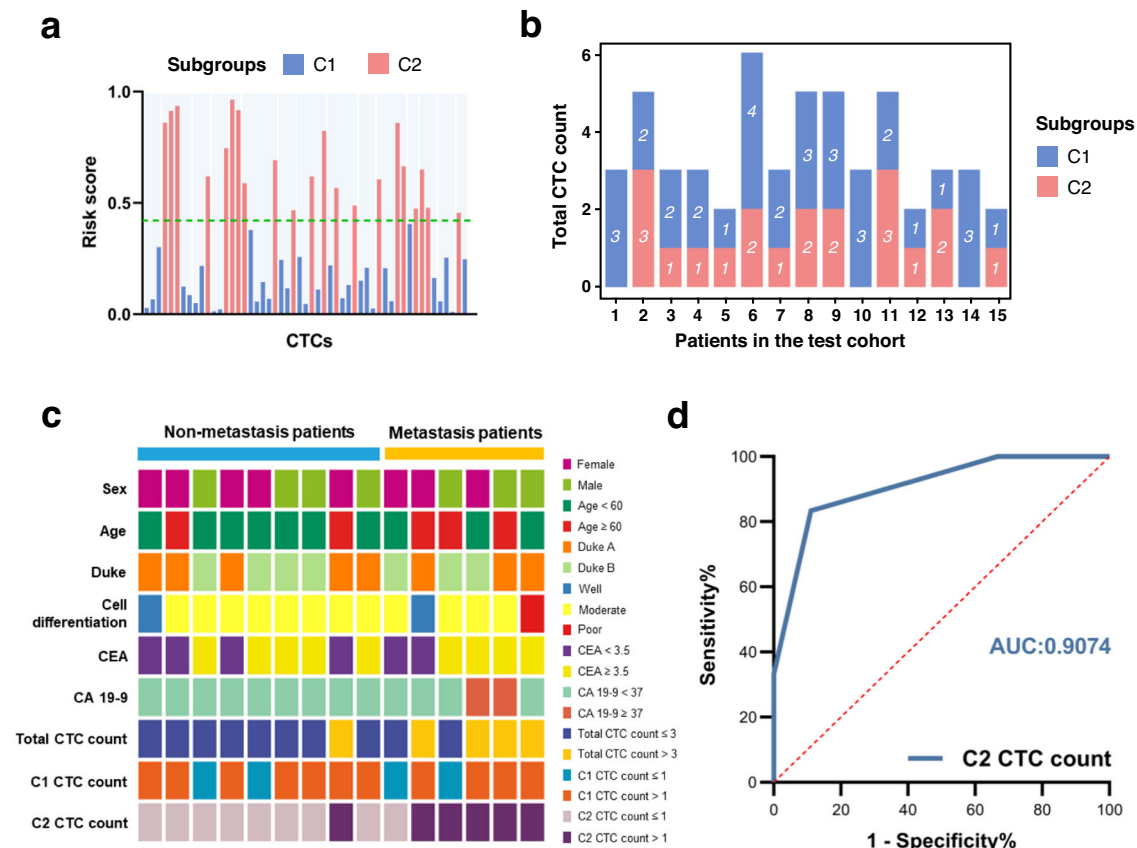 a
Subgroups C1 C2
1.0
0.5
0.0
Risk score
CTCs
b
6
4
2
0
Total CTC count
3
2
3
2
1
2
1
1
1
4
2
2
1
3
2
3
2
3
2
3
1
1
1
2
3
1
1
1 2 3 4 5 6 7 8 9 10 11 12 13 14 15
Patients in the test cohort
Subgroups
C1
C2
c
Non-metastasis patients Metastasis patients
Sex
Age
Duke
Cell
differentiation
CEA
CA 19-9
Total CTC count
C1 CTC count
C2 CTC count
Female
Male
Age < 60
Age ≥ 60
Duke A
Duke B
Well
Moderate
Poor
CEA < 3.5
CEA ≥ 3.5
CA 19-9 < 37
CA 19-9 ≥ 37
Total CTC count ≤ 3
Total CTC count > 3
C1 CTC count ≤ 1
C1 CTC count > 1
C2 CTC count ≤ 1
C2 CTC count > 1
d
100
80
60
40
20
0
Sensitivity%
AUC:0.9074
C2 CTC count
0 20 40 60 80 100
1 - Specificity%